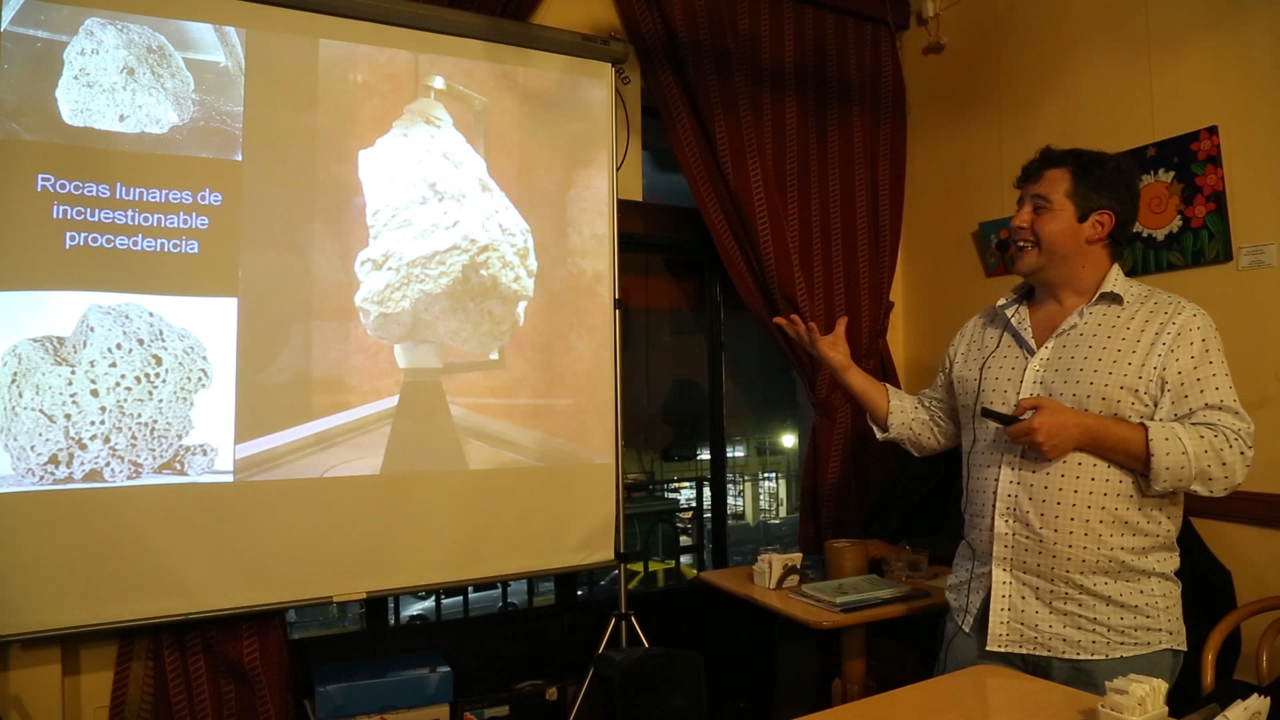 Rocas lunares de
incuestionable
procedencia